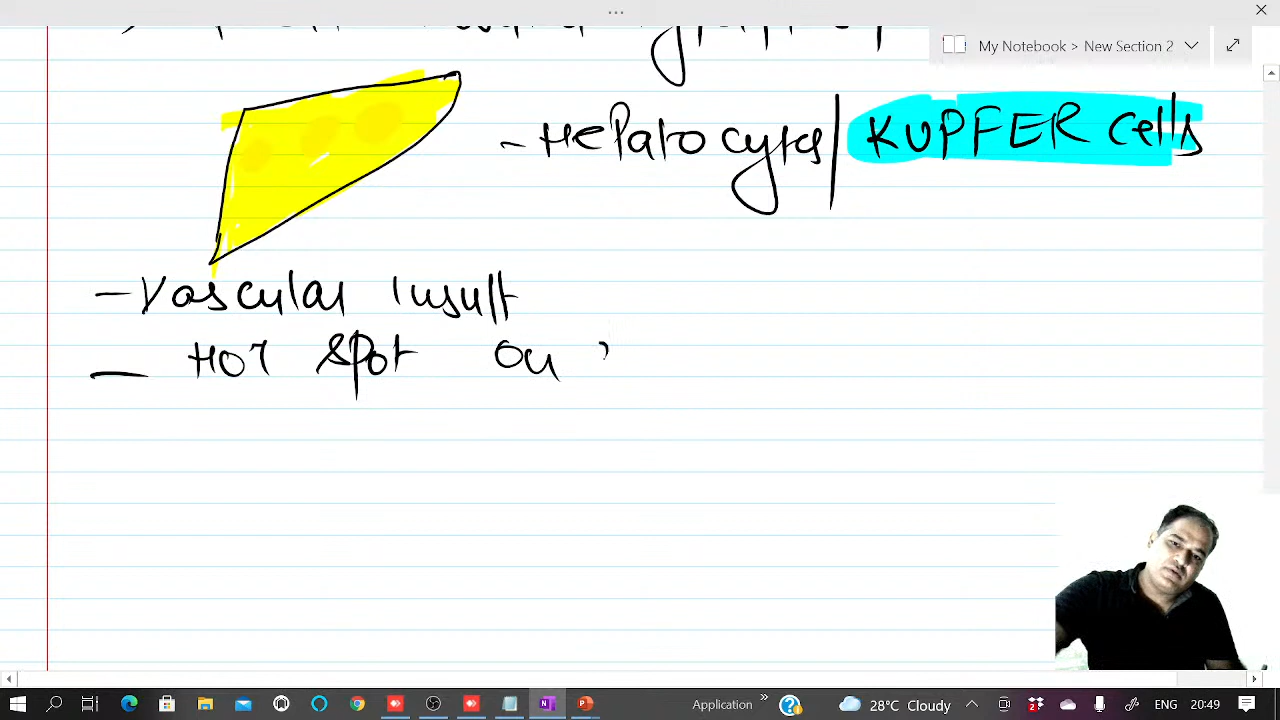 My Notebook > New Section 2
- Hepatocytes | KUPFER cells
- Vascular Insult
- HOT spot on
Application
28°C Cloudy
ENG
20:49